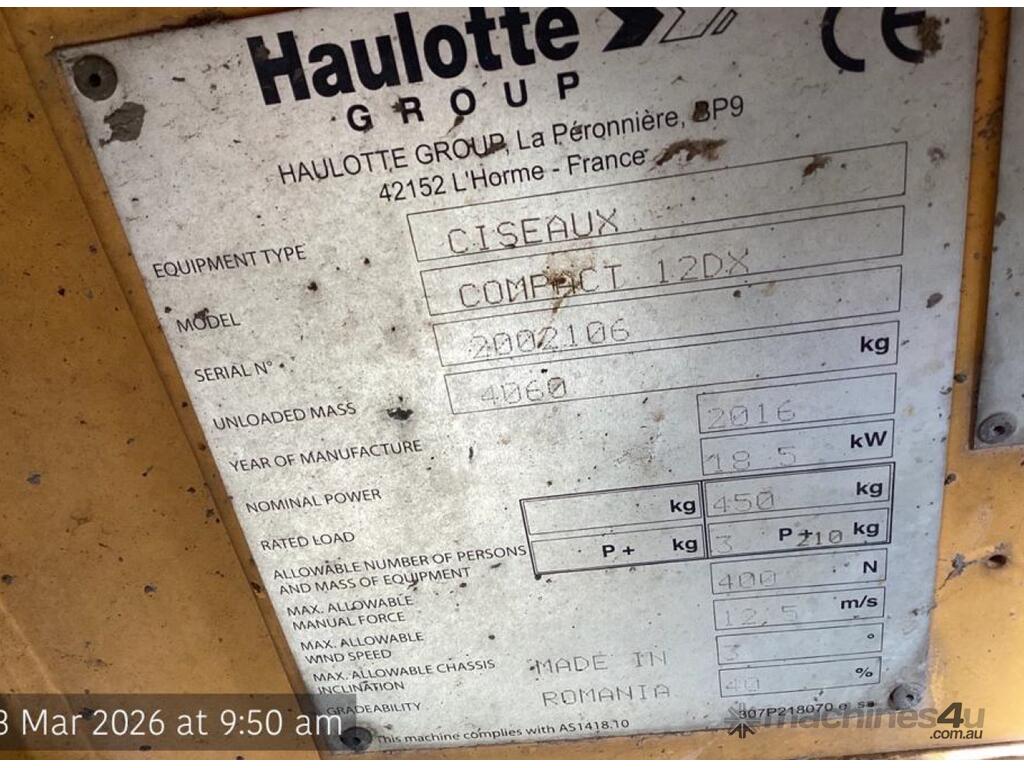 Haulotte
GROUP
CE
HAULOTTE GROUP, La Péronnière, BP9
42152 L'Horme - France
EQUIPMENT TYPE CISEAUX
MODEL COMPACT 12DX
SERIAL N° 2002106
UNLOADED MASS 4060 kg
YEAR OF MANUFACTURE 2016
NOMINAL POWER 18.5 kW
RATED LOAD kg 450 kg
ALLOWABLE NUMBER OF PERSONS
AND MASS OF EQUIPMENT P + kg 3 P + 210 kg
MAX. ALLOWABLE
MANUAL FORCE 400 N
MAX. ALLOWABLE
WIND SPEED 12,5 m/s
MAX. ALLOWABLE CHASSIS
INCLINATION 3 °
GRADEABILITY 40 %
MADE IN
ROMANIA
This machine complies with AS1418.10
307P218070
3 Mar 2026 at 9:50 am
machines4u
.com.au